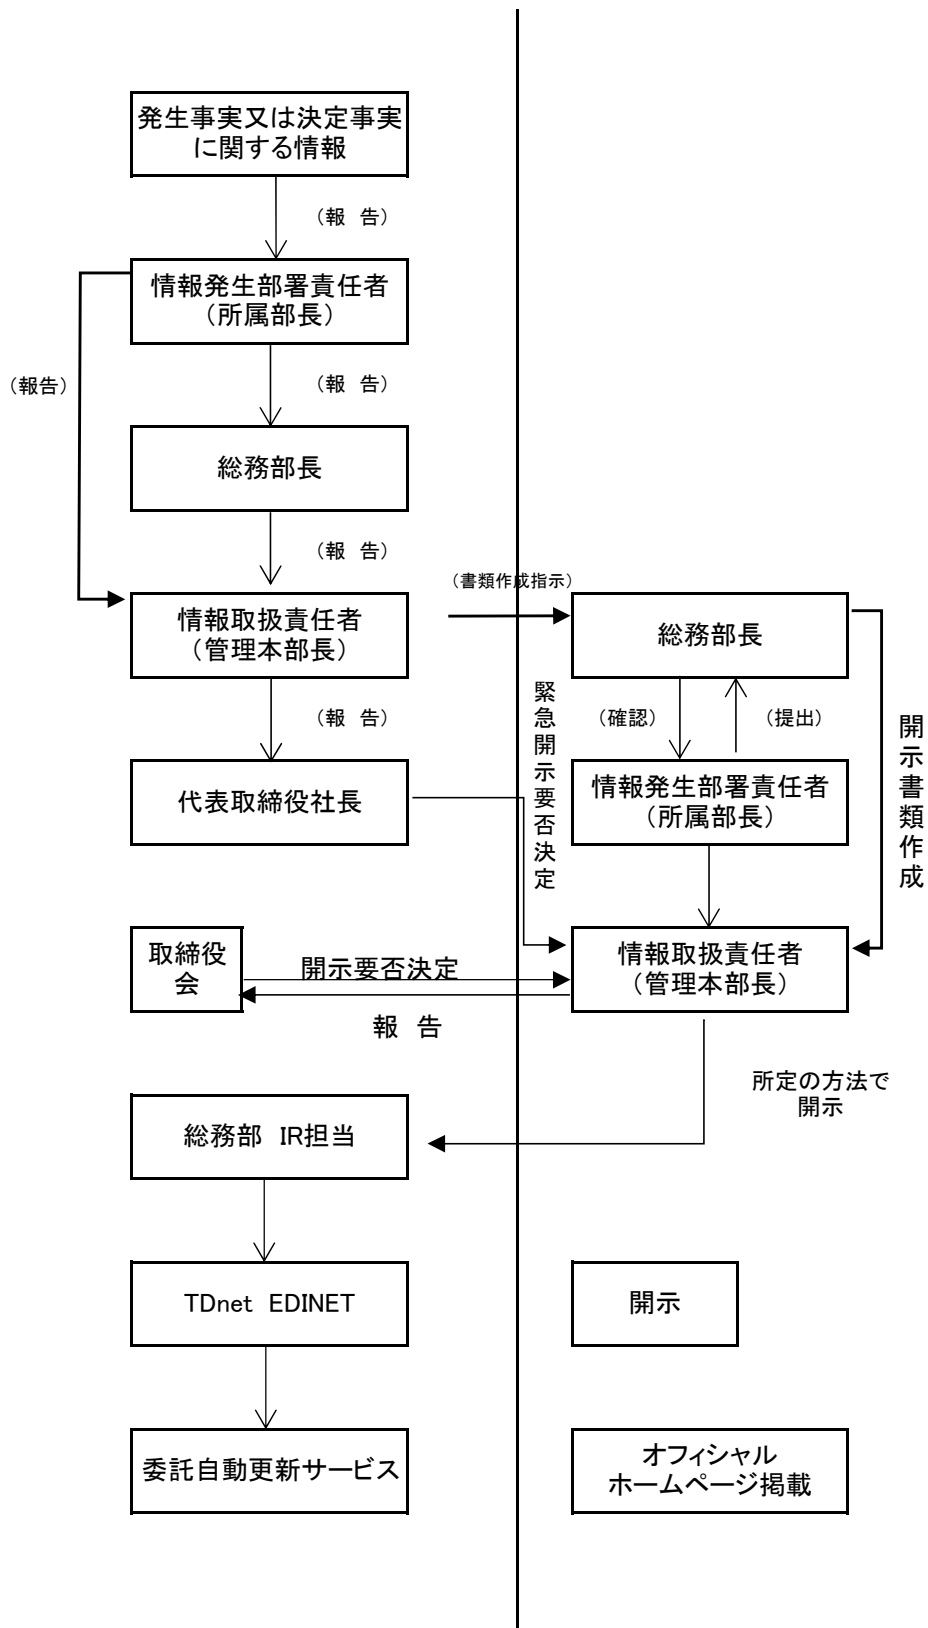 発生事実又は決定事実
に関する情報
（報　告）
情報発生部署責任者
（所属部長）
（報告）
（報　告）
総務部長
（報　告）
情報取扱責任者
（管理本部長）
（書類作成指示）
総務部長
（報　告）
代表取締役社長
緊急開示要否決定
（確認）
（提出）
情報発生部署責任者
（所属部長）
開示書類作成
取締役
会
開示要否決定
報　告
情報取扱責任者
（管理本部長）
所定の方法で
開示
総務部　IR担当
TDnet　EDINET
開示
委託自動更新サービス
オフィシャル
ホームページ掲載